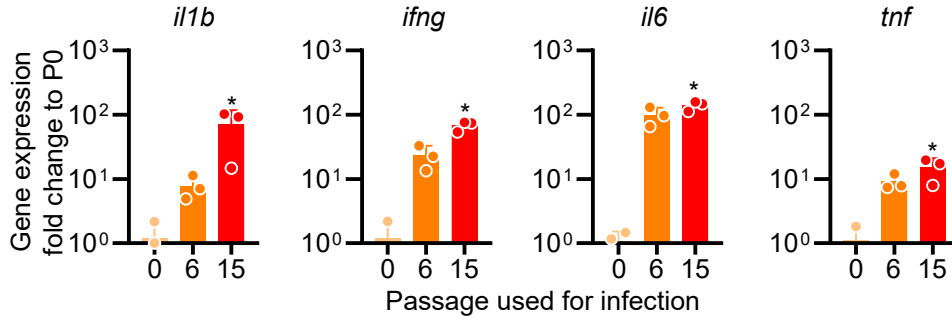 il1b ifng il6 tnf
Gene expression
fold change to P0
10³ 10³ 10³ 10³
10² 10² 10² 10²
10¹ 10¹ 10¹ 10¹
10⁰ 10⁰ 10⁰ 10⁰
* * * *
0 6 15 0 6 15 0 6 15 0 6 15
Passage used for infection